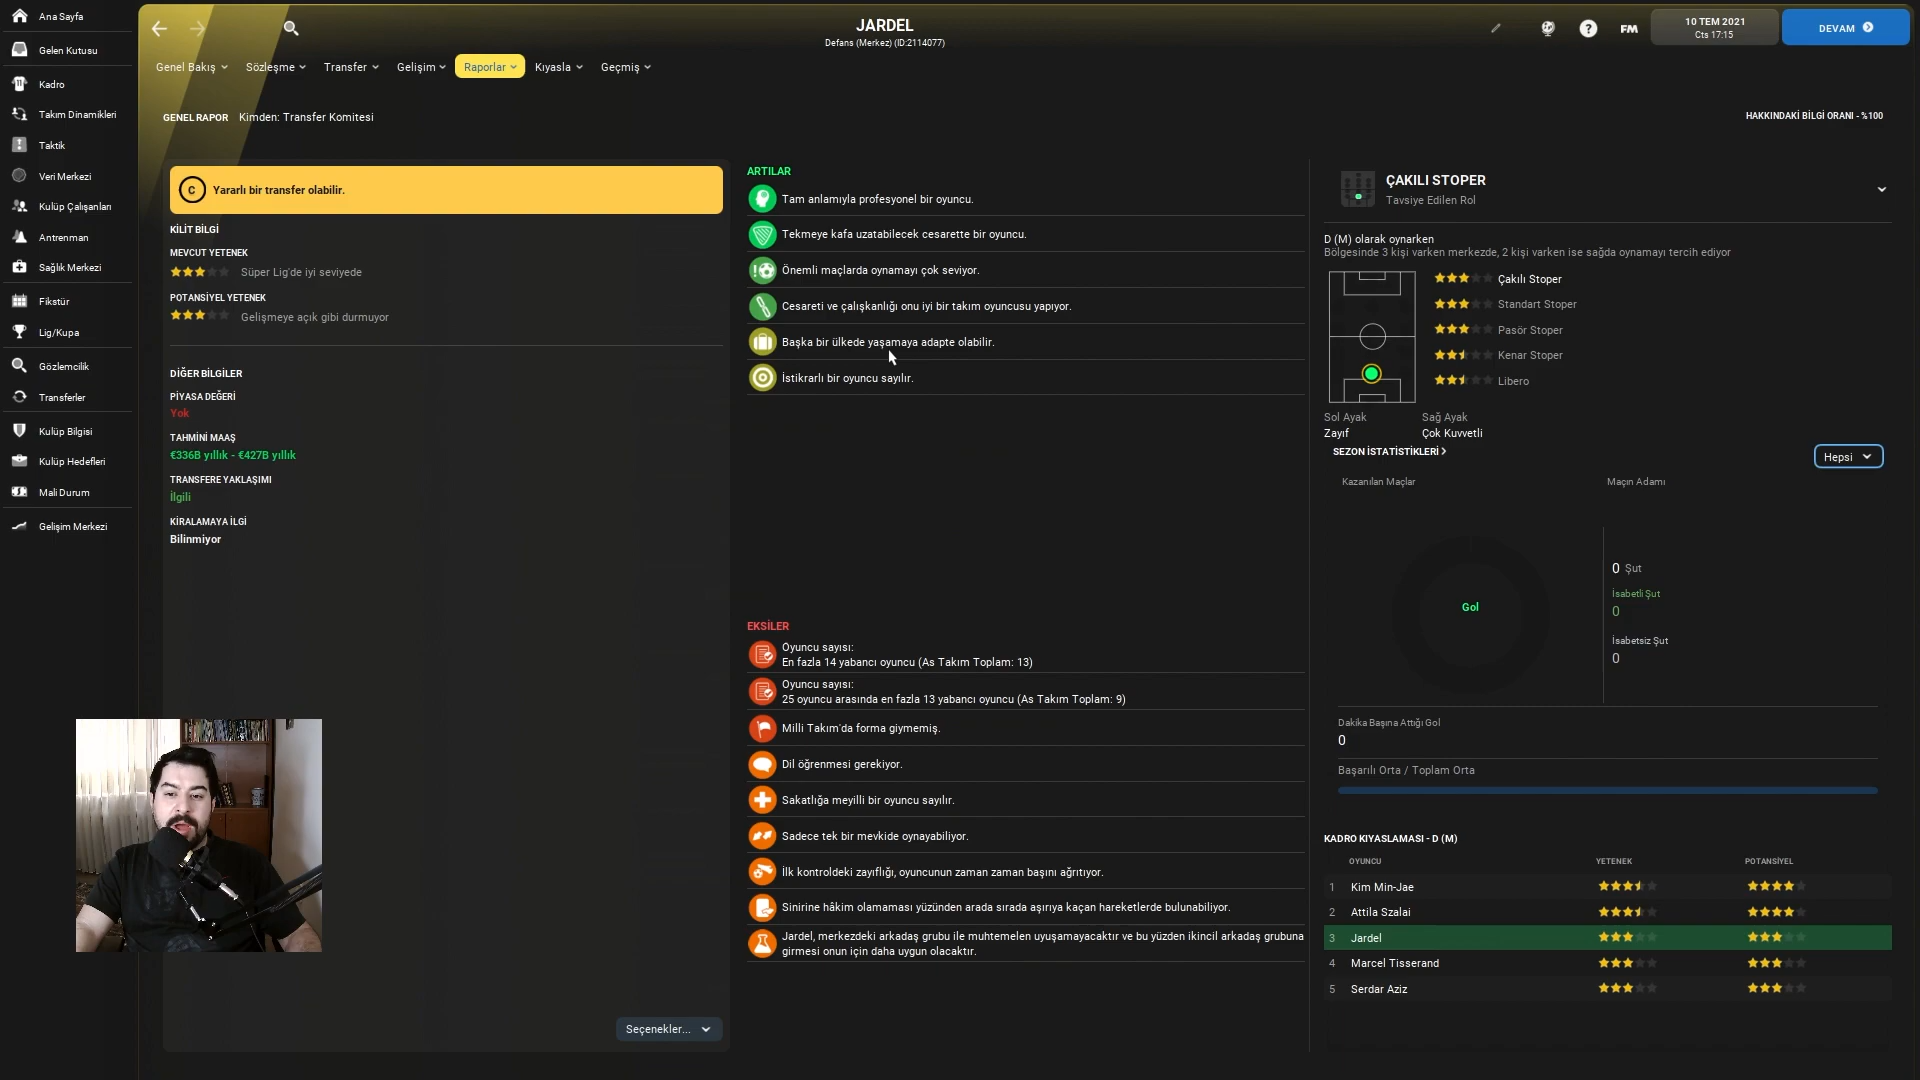 Ana Sayfa
Gelen Kutusu
Kadro
Takım Dinamikleri
Taktik
Veri Merkezi
Kulüp Çalışanları
Antrenman
Sağlık Merkezi
Fikstür
Lig/Kupa
Gözlemcilik
Transferler
Kulüp Bilgisi
Kulüp Hedefleri
Mali Durum
Gelişim Merkezi
JARDEL
Defans (Merkez) (ID:2114077)
FM
10 TEM 2021
Cts 17:15
DEVAM
Genel Bakış
Sözleşme
Transfer
Gelişim
Raporlar
Kıyasla
Geçmiş
GENEL RAPOR Kimden: Transfer Komitesi
HAKKINDAKİ BİLGİ ORANI - %100
C Yararlı bir transfer olabilir.
KİLİT BİLGİ
MEVCUT YETENEK
Süper Lig'de iyi seviyede
POTANSİYEL YETENEK
Gelişmeye açık gibi durmuyor
DİĞER BİLGİLER
PİYASA DEĞERİ
Yok
TAHMİNİ MAAŞ
€336B yıllık - €427B yıllık
TRANSFERE YAKLAŞIMI
İlgili
KİRALAMAYA İLGİ
Bilinmiyor
Seçenekler...
ARTILAR
Tam anlamıyla profesyonel bir oyuncu.
Tekmeye kafa uzatabilecek cesarette bir oyuncu.
Önemli maçlarda oynamayı çok seviyor.
Cesareti ve çalışkanlığı onu iyi bir takım oyuncusu yapıyor.
Başka bir ülkede yaşamaya adapte olabilir.
İstikrarlı bir oyuncu sayılır.
EKSİLER
Oyuncu sayısı:
En fazla 14 yabancı oyuncu (As Takım Toplam: 13)
Oyuncu sayısı:
25 oyuncu arasında en fazla 13 yabancı oyuncu (As Takım Toplam: 9)
Milli Takım'da forma giymemiş.
Dil öğrenmesi gerekiyor.
Sakatlığa meyilli bir oyuncu sayılır.
Sadece tek bir mevkide oynayabiliyor.
İlk kontroldeki zayıflığı, oyuncunun zaman zaman başını ağrıtıyor.
Sinirine hâkim olamaması yüzünden arada sırada aşırıya kaçan hareketlerde bulunabiliyor.
Jardel, merkezdeki arkadaş grubu ile muhtemelen uyuşamayacaktır ve bu yüzden ikincil arkadaş grubuna
girmesi onun için daha uygun olacaktır.
ÇAKILI STOPER
Tavsiye Edilen Rol
D (M) olarak oynarken
Bölgesinde 3 kişi varken merkezde, 2 kişi varken ise sağda oynamayı tercih ediyor
Çakılı Stoper
Standart Stoper
Pasör Stoper
Kenar Stoper
Libero
Sol Ayak Sağ Ayak
Zayıf Çok Kuvvetli
SEZON İSTATİSTİKLERİ
Hepsi
Kazanılan Maçlar Maçın Adamı
Gol
0 Şut
İsabetli Şut
0
İsabetsiz Şut
0
Dakika Başına Attığı Gol
0
Başarılı Orta / Toplam Orta
KADRO KIYASLAMASI - D (M)
OYUNCU YETENEK POTANSİYEL
1 Kim Min-Jae
2 Attila Szalai
3 Jardel
4 Marcel Tisserand
5 Serdar Aziz